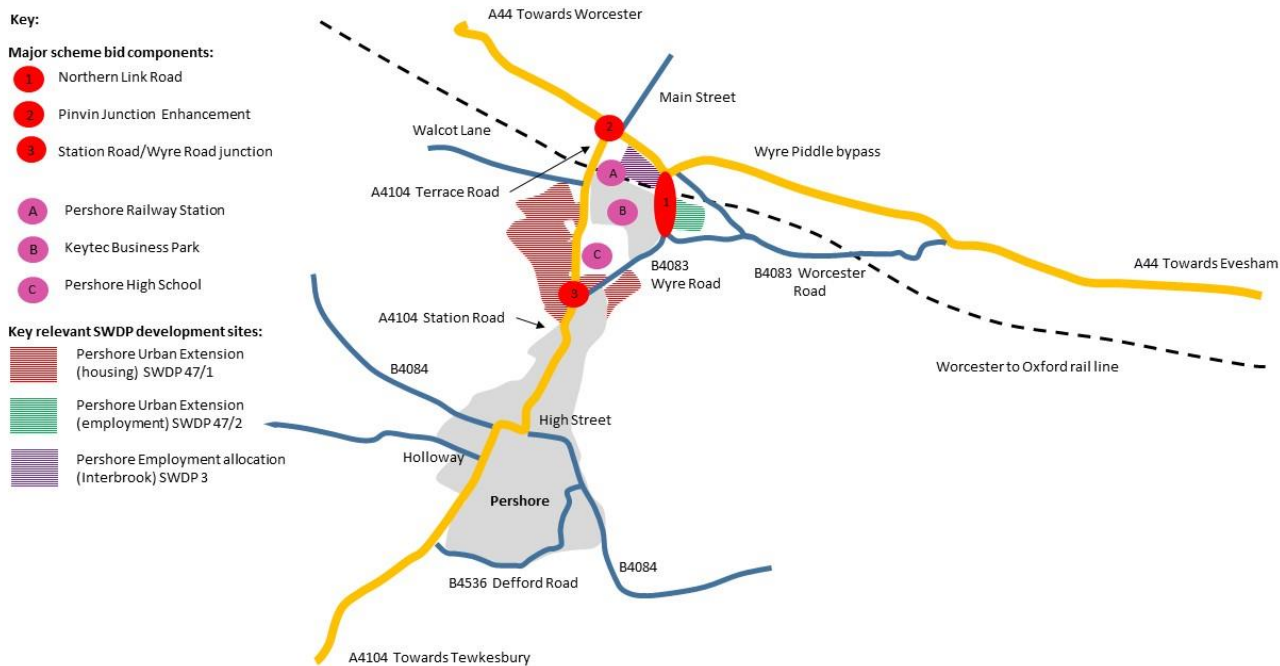 Key:
Major scheme bid components:
1 Northern Link Road
2 Pinvin Junction Enhancement
3 Station Road/Wyre Road junction
A Pershore Railway Station
B Keytec Business Park
C Pershore High School
Key relevant SWDP development sites:
Pershore Urban Extension
(housing) SWDP 47/1
Pershore Urban Extension
(employment) SWDP 47/2
Pershore Employment allocation
(Interbrook) SWDP 3
A44 Towards Worcester
Main Street
Walcot Lane
2
Wyre Piddle bypass
A
A4104 Terrace Road
1
B
C
B4083
Wyre Road
B4083 Worcester
Road
A44 Towards Evesham
3
A4104 Station Road
Worcester to Oxford rail line
B4084
High Street
Holloway
Pershore
B4084
B4536 Defford Road
A4104 Towards Tewkesbury